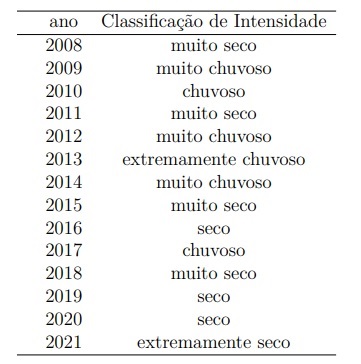 ano Classificação de Intensidade
2008 muito seco
2009 muito chuvoso
2010 chuvoso
2011 muito seco
2012 muito chuvoso
2013 extremamente chuvoso
2014 muito chuvoso
2015 muito seco
2016 seco
2017 chuvoso
2018 muito seco
2019 seco
2020 seco
2021 extremamente seco